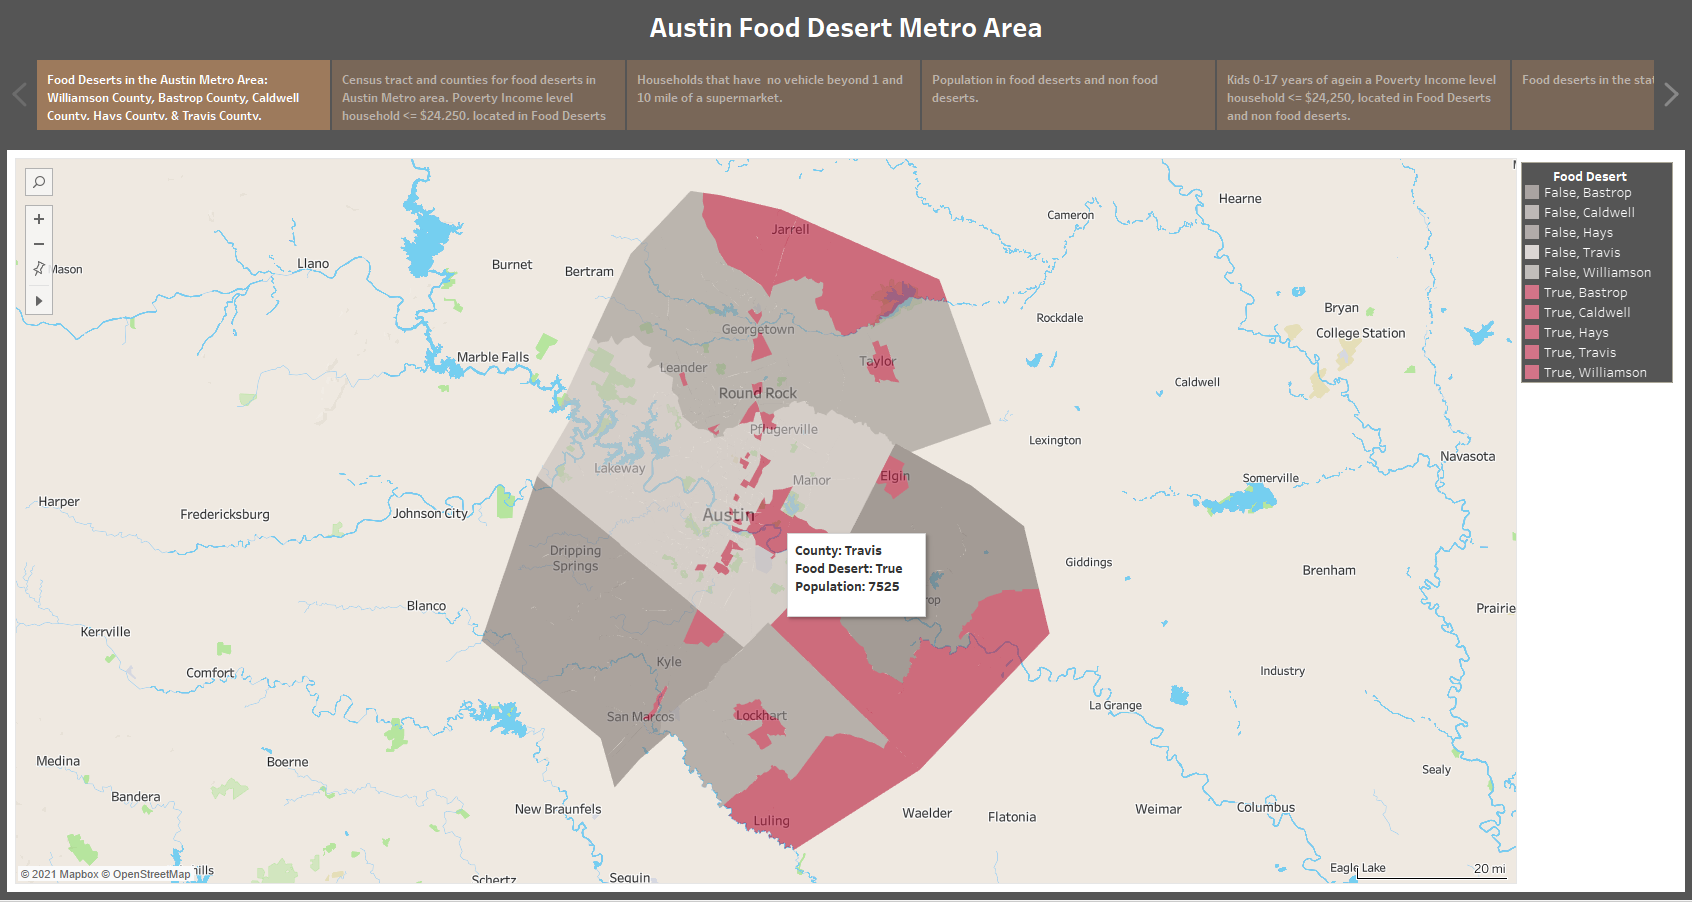 Austin Food Desert Metro Area
Food Deserts in the Austin Metro Area:
Williamson County, Bastrop County, Caldwell
County, Hays County, & Travis County.
Census tract and counties for food deserts in
Austin Metro area. Poverty Income level
household <= $24,250, located in Food Deserts
Households that have no vehicle beyond 1 and
10 mile of a supermarket.
Population in food deserts and non food
deserts.
Kids 0-17 years of agein a Poverty Income level
household <= $24,250, located in Food Deserts
and non food deserts.
Food deserts in the stat
Food Desert
False, Bastrop
False, Caldwell
False, Hays
False, Travis
False, Williamson
True, Bastrop
True, Caldwell
True, Hays
True, Travis
True, Williamson
Hearne
Cameron
Jarrell
Mason
Llano
Burnet
Bertram
Bryan
Rockdale
College Station
Georgetown
Marble Falls
Taylor
Leander
Caldwell
Round Rock
Pflugerville
Lexington
Navasota
Lakeway
Elgin
Manor
Somerville
Harper
Fredericksburg
Johnson City
Austin
County: Travis
Food Desert: True
Population: 7525
Dripping
Springs
Giddings
Brenham
rop
Blanco
Prairie
Kerrville
Kyle
Comfort
Industry
La Grange
San Marcos
Lockhart
Medina
Boerne
Sealy
Bandera
New Braunfels
Waelder
Flatonia
Weimar
Columbus
Luling
© 2021 Mapbox © OpenStreetMap
ills
Schertz
Seguin
Eagle Lake
20 mi